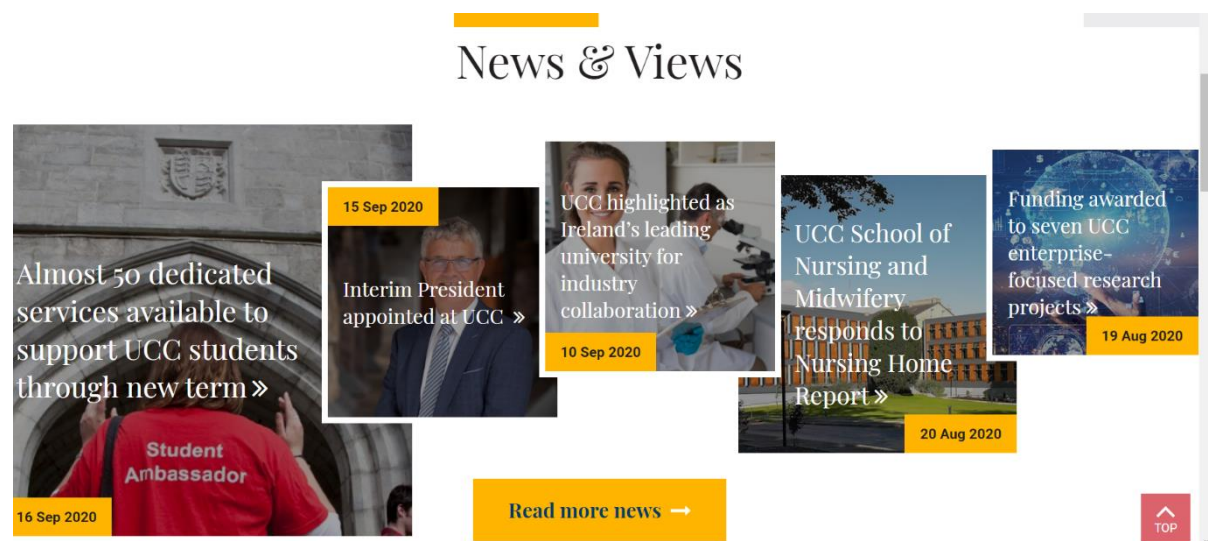 News & Views
Almost 50 dedicated
services available to
support UCC students
through new term »
Student
Ambassador
16 Sep 2020
15 Sep 2020
Interim President
appointed at UCC »
UCC highlighted as
Ireland's leading
university for
industry
collaboration »
10 Sep 2020
UCC School of
Nursing and
Midwifery
responds to
Nursing Home
Report »
20 Aug 2020
Funding awarded
to seven UCC
enterprise-
focused research
projects »
19 Aug 2020
Read more news →
TOP